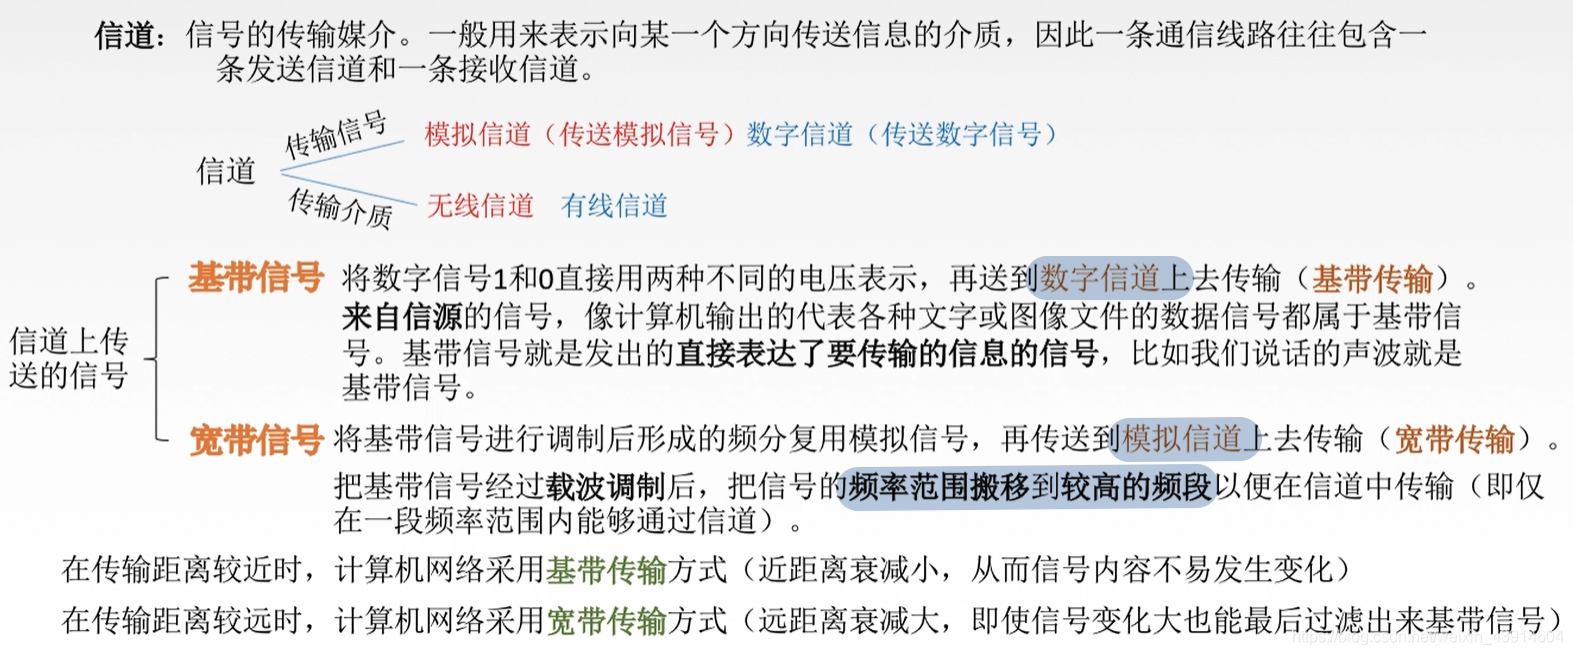 信道：信号的传输媒介。一般用来表示向某一个方向传送信息的介质，因此一条通信线路往往包含一
条发送信道和一条接收信道。
传输信号
模拟信道（传送模拟信号）数字信道（传送数字信号）
信道
传输介质
无线信道 有线信道
基带信号 将数字信号1和0直接用两种不同的电压表示，再送到数字信道上去传输（基带传输）。
来自信源的信号，像计算机输出的代表各种文字或图像文件的数据信号都属于基带信
号。基带信号就是发出的直接表达了要传输的信息的信号，比如我们说话的声波就是
基带信号。
信道上传
送的信号
宽带信号 将基带信号进行调制后形成的频分复用模拟信号，再传送到模拟信道上去传输（宽带传输）。
把基带信号经过载波调制后，把信号的频率范围搬移到较高的频段以便在信道中传输（即仅
在一段频率范围内能够通过信道）。
在传输距离较近时，计算机网络采用基带传输方式（近距离衰减小，从而信号内容不易发生变化）
在传输距离较远时，计算机网络采用宽带传输方式（远距离衰减大，即使信号变化大也能最后过滤出来基带信号）
https://blog.csdn.net/weixin_43914604